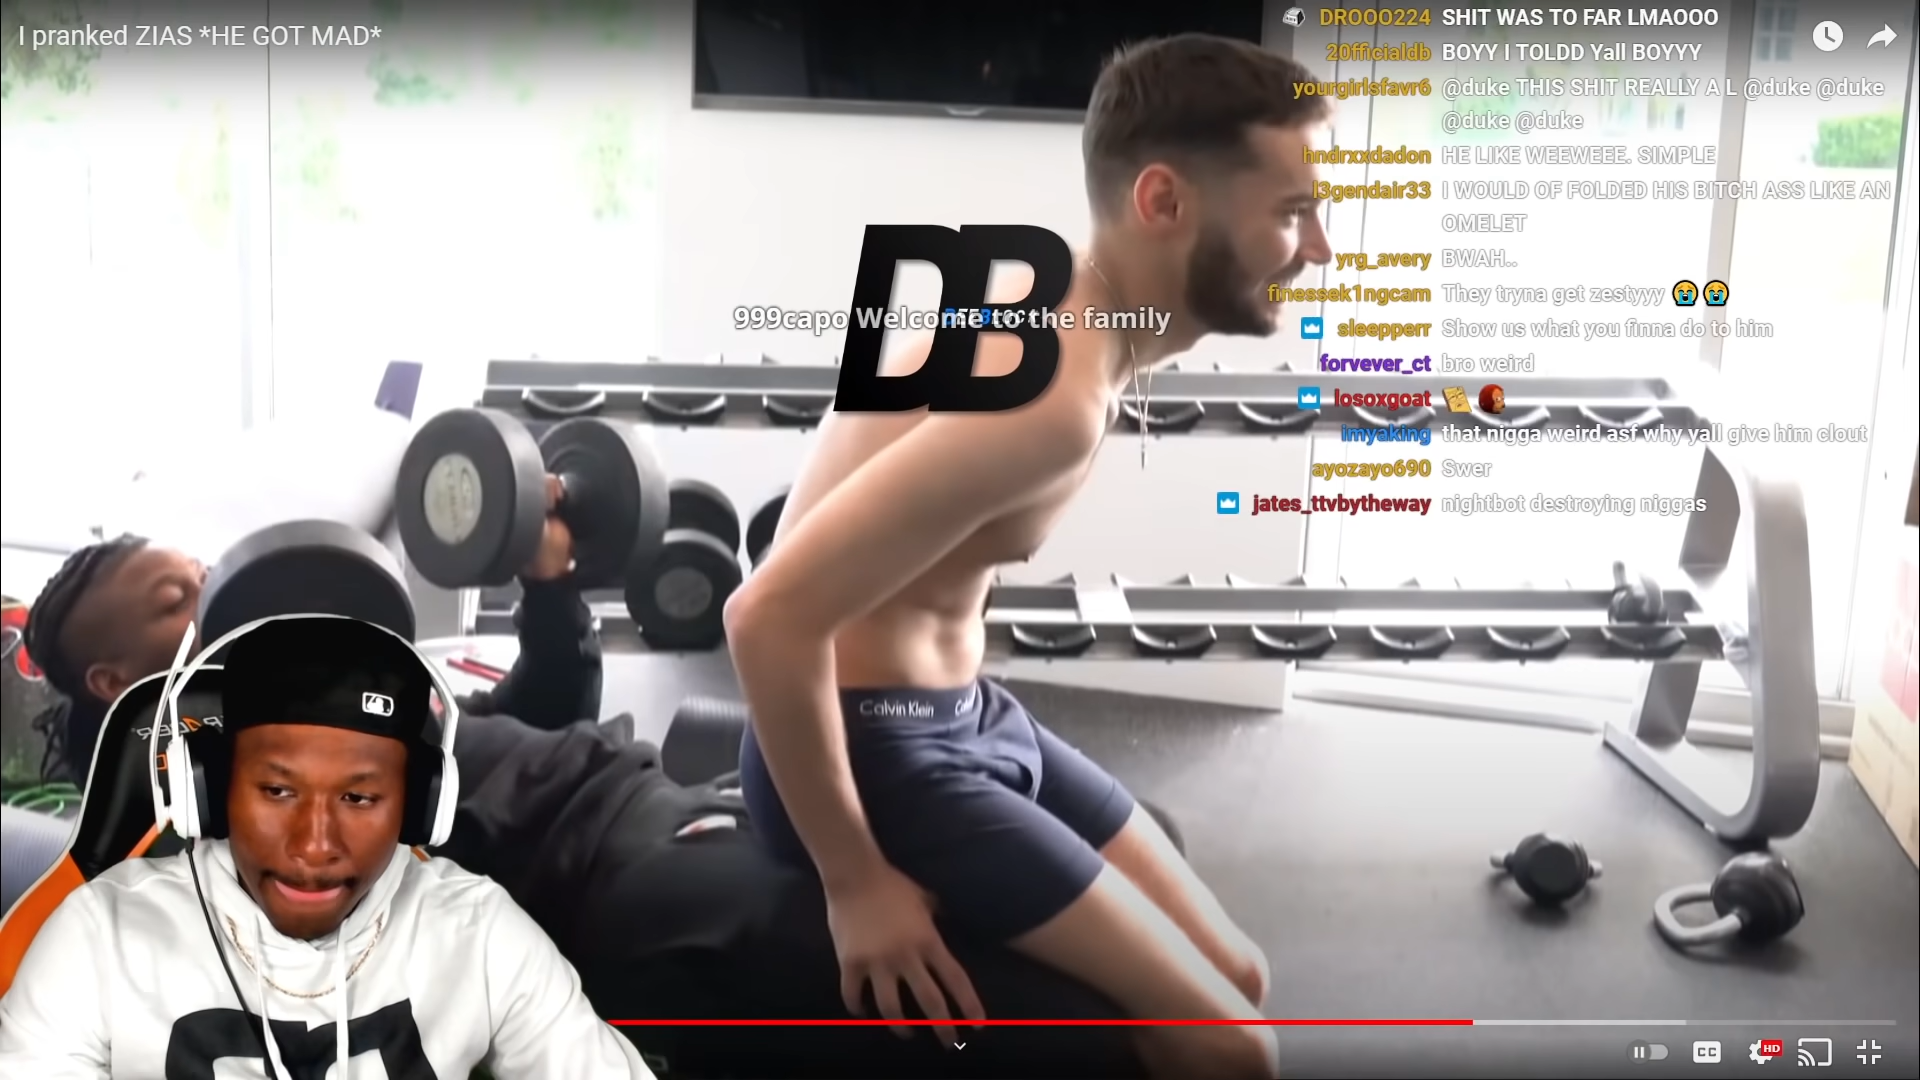 I pranked ZIAS *HE GOT MAD*
DROOO224 SHIT WAS TO FAR LMAOOO
20fficialdb BOYY I TOLDD Yall BOYYY
yourgirlsfavr6 @duke THIS SHIT REALLY A L @duke @duke
@duke @duke
hndrxxdadon HE LIKE WEEWEEE. SIMPLE
l3gendair33 I WOULD OF FOLDED HIS BITCH ASS LIKE AN
OMELET
yrg_avery BWAH..
finessek1ngcam They tryna get zestyyy 😭 😭
sleepperr Show us what you finna do to him
forvever_ct bro weird
losoxgoat
imyaking that nigga weird asf why yall give him clout
ayozayo690 Swer
jates_ttvbytheway nightbot destroying niggas
DB
999capo Welcome to the family
Calvin Klein
CC
HD